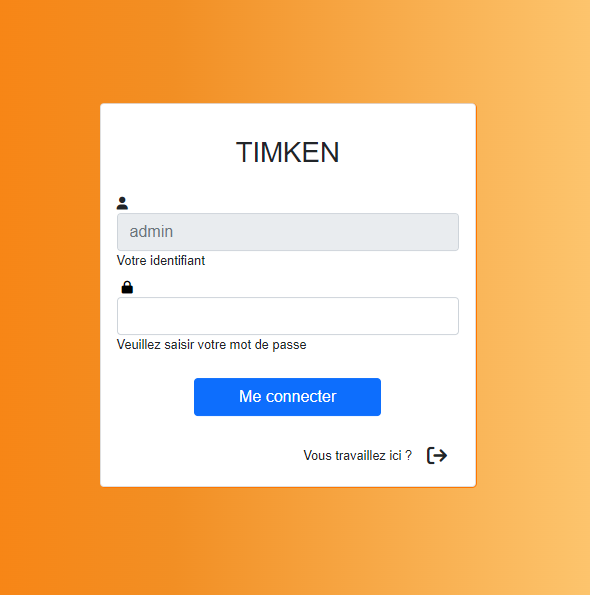 TIMKEN
admin
Votre identifiant
Veuillez saisir votre mot de passe
Me connecter
Vous travaillez ici ?